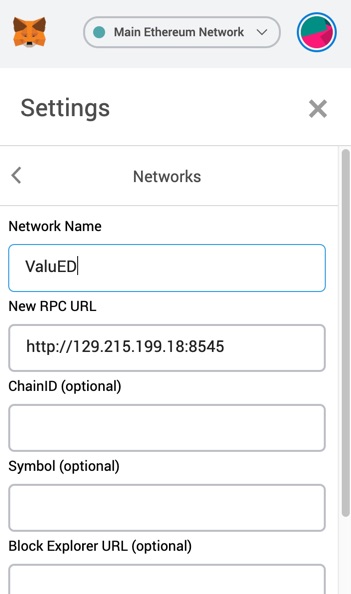 Main Ethereum Network
Settings
Networks
Network Name
ValuED
New RPC URL
http://129.215.199.18:8545
ChainID (optional)
Symbol (optional)
Block Explorer URL (optional)